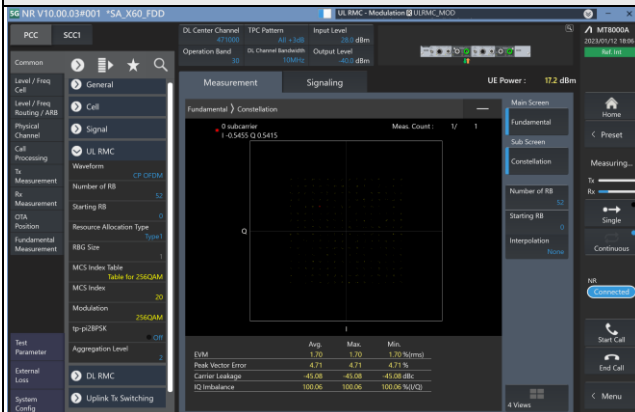 5G NR V10.00.03#001 *SA_X60_FDD
UL RMC - Modulation
ULRMC_MOD
PCC
SCC1
DL Center Channel
471000
TPC Pattern
All +3dB
Input Level
28.0 dBm
Operation Band
30
DL Channel Bandwidth
10MHz
Output Level
-40.0 dBm
MT8000A
2023/01/12 18:06
Ref. Int
Common
Level / Freq
Cell
Level / Freq
Routing / ARB
Physical
Channel
Call
Processing
Tx
Measurement
Rx
Measurement
OTA
Position
Fundamental
Measurement
Test
Parameter
External
Loss
System
Config
General
Cell
Signal
UL RMC
Waveform
CP OFDM
Number of RB
52
Starting RB
0
Resource Allocation Type
Type1
RBG Size
1
MCS Index Table
Table for 256QAM
MCS Index
20
Modulation
256QAM
tp-pi2BPSK
Off
Aggregation Level
2
DL RMC
Uplink Tx Switching
Measurement
Signaling
UE Power : 17.2 dBm
Fundamental > Constellation
0 subcarrier
I -0.5455 Q 0.5415
Meas. Count : 1/ 1
Q
I
Avg. Max. Min.
EVM 1.70 1.70 1.70 %(rms)
Peak Vector Error 4.71 4.71 4.71 %
Carrier Leakage -45.08 -45.08 -45.08 dBc
IQ Imbalance 100.06 100.06 100.06 %(I/Q)
Main Screen
Fundamental
Sub Screen
Constellation
Number of RB
52
Starting RB
0
Interpolation
None
4 Views
Home
Preset
Measuring...
Tx
Rx
Single
Continuous
NR
Connected
Start Call
End Call
Menu